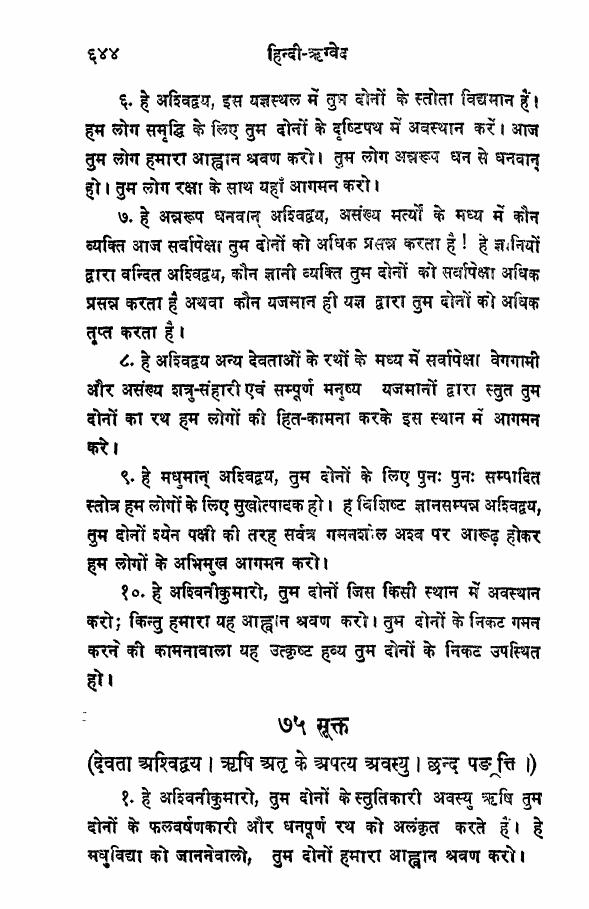 ६४४ हिन्दी-ऋग्वेद
६. हे अश्विद्वय, इस यज्ञस्थल में तुम दोनों के स्तोता विद्यमान हैं।
हम लोग समृद्धि के लिए तुम दोनों के दृष्टिपथ में अवस्थान करें। आज
तुम लोग हमारा आह्वान श्रवण करो। तुम लोग अन्नरूप धन से धनवान्
हो। तुम लोग रक्षा के साथ यहाँ आगमन करो।
७. हे अन्नरूप धनवान् अश्विद्वय, असंख्य मर्त्यों के मध्य में कौन
व्यक्ति आज सर्वापेक्षा तुम दोनों को अधिक प्रसन्न करता है! हे ज्ञानियों
द्वारा वन्दित अश्विद्वय, कौन ज्ञानी व्यक्ति तुम दोनों को सर्वापेक्षा अधिक
प्रसन्न करता है अथवा कौन यजमान ही यज्ञ द्वारा तुम दोनों को अधिक
तृप्त करता है।
८. हे अश्विद्वय अन्य देवताओं के रथों के मध्य में सर्वापेक्षा वेगगामी
और असंख्य शत्रु-संहारी एवं सम्पूर्ण मनुष्य यजमानों द्वारा स्तुत तुम
दोनों का रथ हम लोगों की हित-कामना करके इस स्थान में आगमन
करे।
९. हे मधुमान् अश्विद्वय, तुम दोनों के लिए पुनः पुनः सम्पादित
स्तोत्र हम लोगों के लिए सुखोत्पादक हो। ह विशिष्ट ज्ञानसम्पन्न अश्विद्वय,
तुम दोनों श्येन पक्षी की तरह सर्वत्र गमनशील अश्व पर आरूढ़ होकर
हम लोगों के अभिमुख आगमन करो।
१०. हे अश्विनीकुमारो, तुम दोनों जिस किसी स्थान में अवस्थान
करो; किन्तु हमारा यह आह्वान श्रवण करो। तुम दोनों के निकट गमन
करने की कामनावाला यह उत्कृष्ट हव्य तुम दोनों के निकट उपस्थित
हो।
७५ सूक्त
(देवता अश्विद्वय। ऋषि अतृ के अपत्य अवस्यु। छन्द पङ्क्ति।)
१. हे अश्विनीकुमारो, तुम दोनों के स्तुतिकारी अवस्यु ऋषि तुम
दोनों के फलवर्षणकारी और धनपूर्ण रथ को अलंकृत करते हैं। हे
मधुविद्या को जाननेवालो, तुम दोनों हमारा आह्वान श्रवण करो।